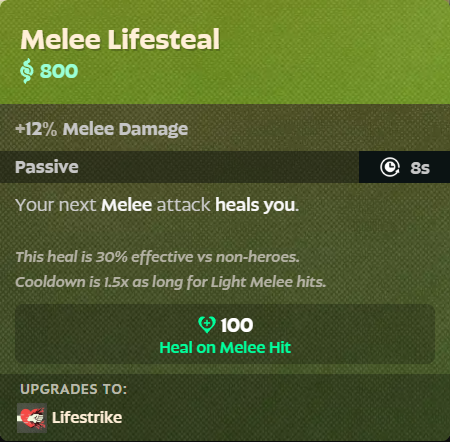 Melee Lifesteal
800
+12% Melee Damage
Passive 8s
Your next Melee attack heals you.
This heal is 30% effective vs non-heroes.
Cooldown is 1.5x as long for Light Melee hits.
100
Heal on Melee Hit
UPGRADES TO:
Lifestrike